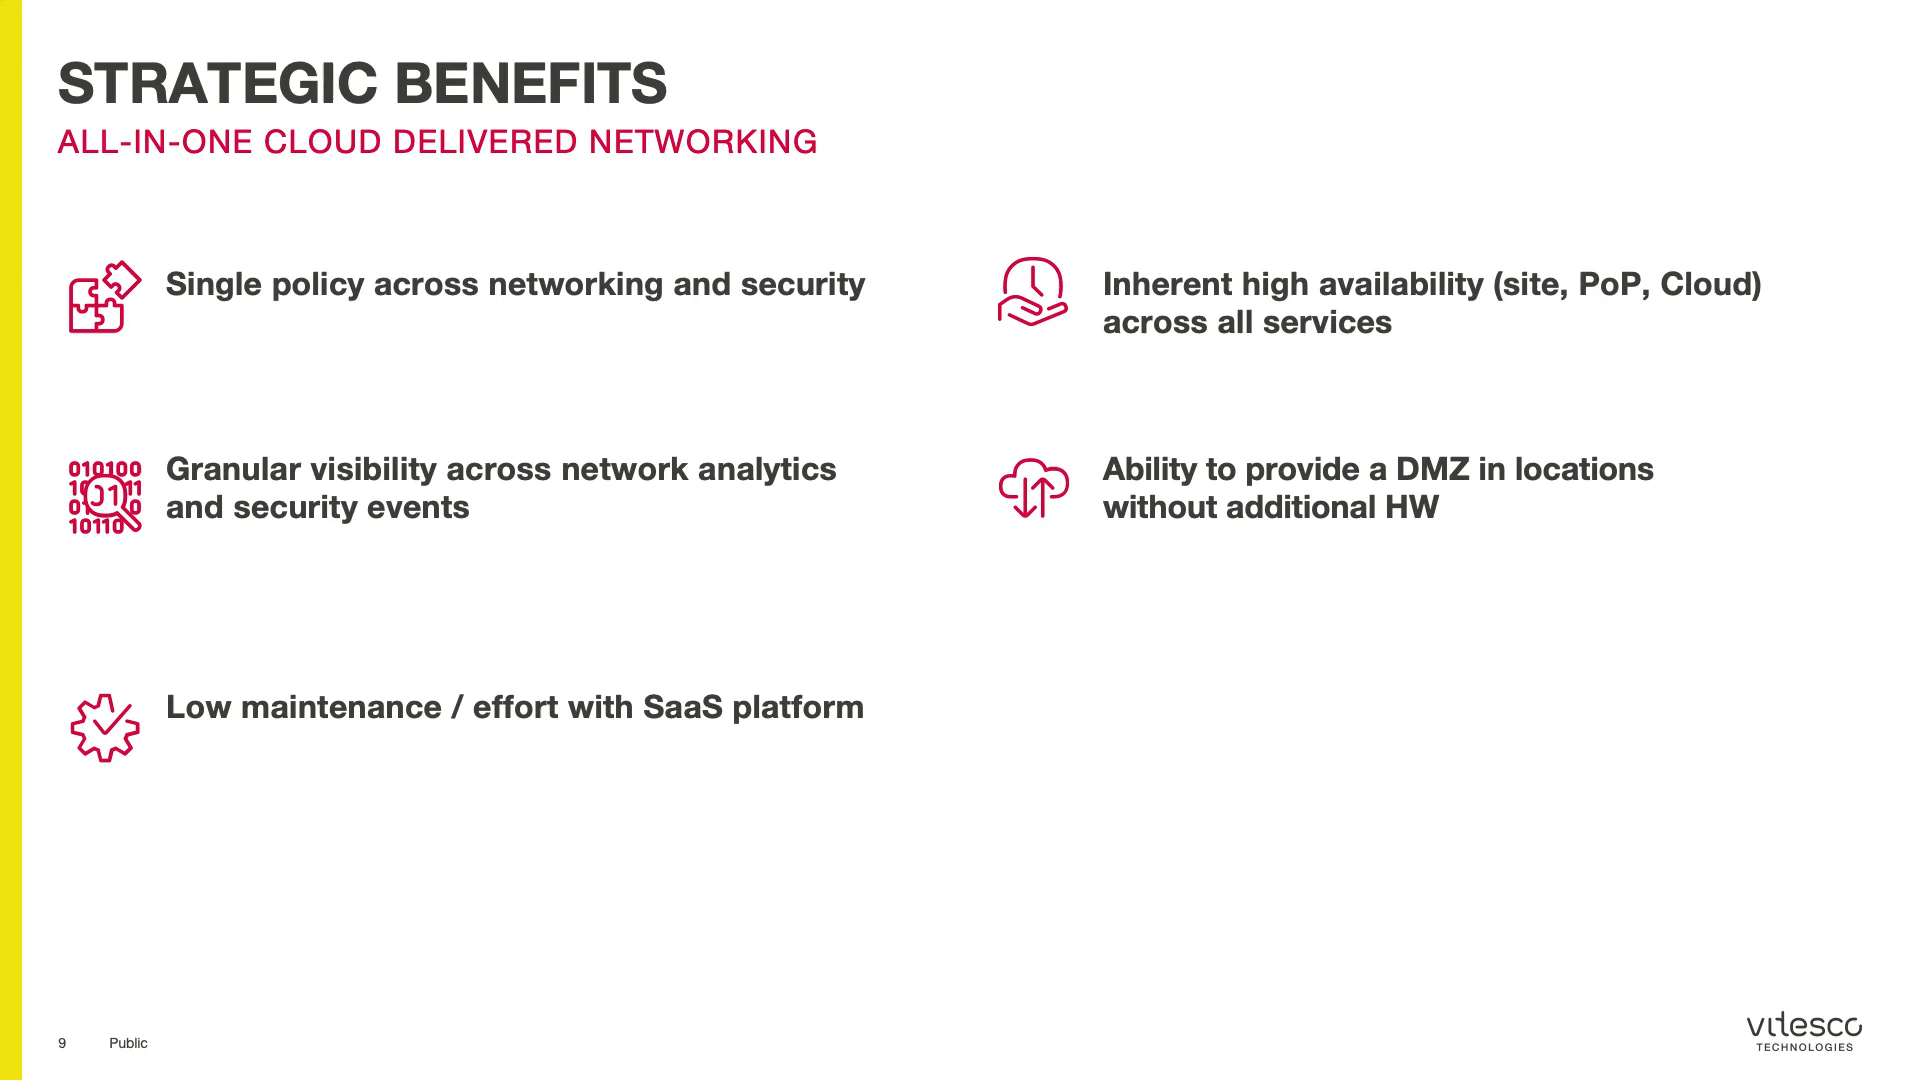 STRATEGIC BENEFITS
ALL-IN-ONE CLOUD DELIVERED NETWORKING
Single policy across networking and security
Inherent high availability (site, PoP, Cloud)
across all services
010100
01
10110
Granular visibility across network analytics
and security events
Ability to provide a DMZ in locations
without additional HW
Low maintenance / effort with SaaS platform
9 Public
vitesco
TECHNOLOGIES